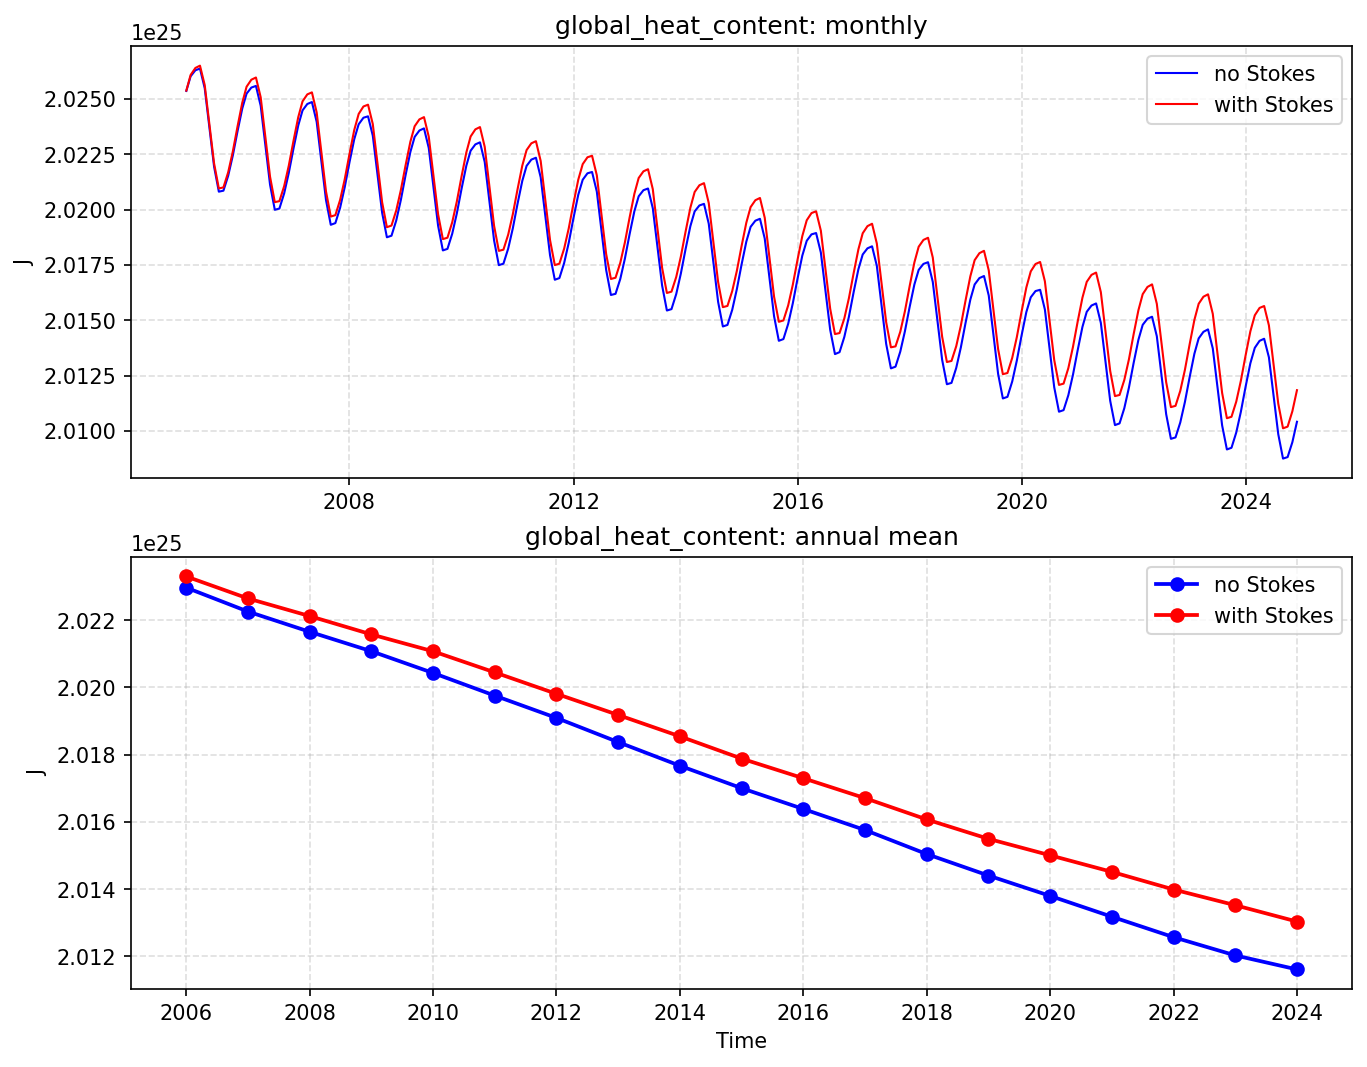 global_heat_content: monthly
1e25
no Stokes
with Stokes
2.0250
2.0225
2.0200
2.0175
2.0150
2.0125
2.0100
J
2008
2012
2016
2020
2024
global_heat_content: annual mean
1e25
no Stokes
with Stokes
2.022
2.020
2.018
2.016
2.014
2.012
J
2006
2008
2010
2012
2014
2016
2018
2020
2022
2024
Time